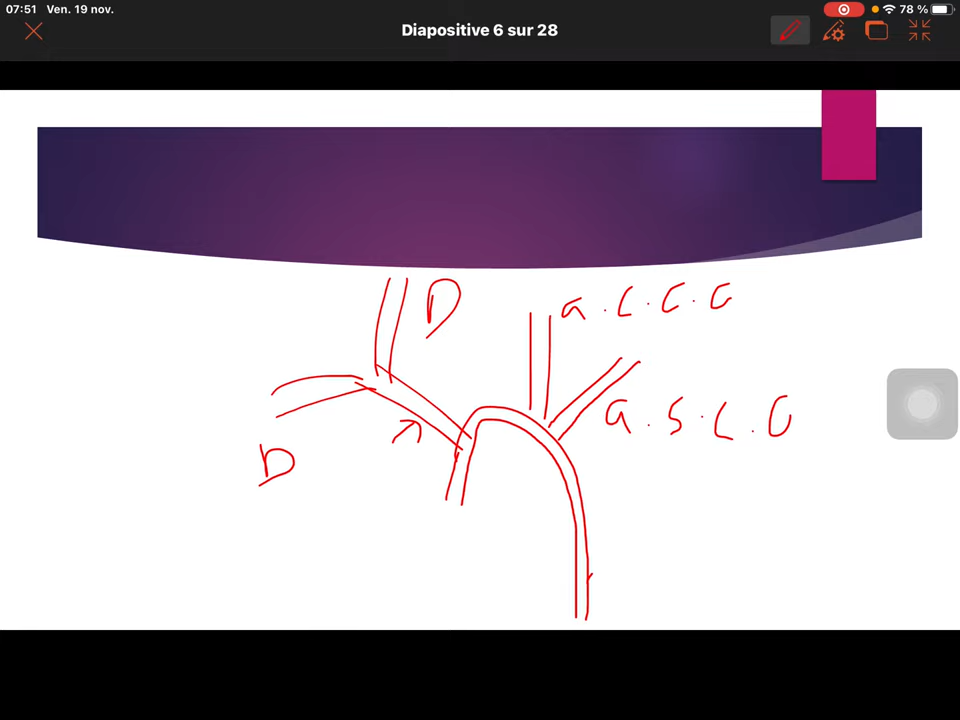 07:51 Ven. 19 nov.
78 %
Diapositive 6 sur 28
D
a.c.c.G
a.s.c.G
D